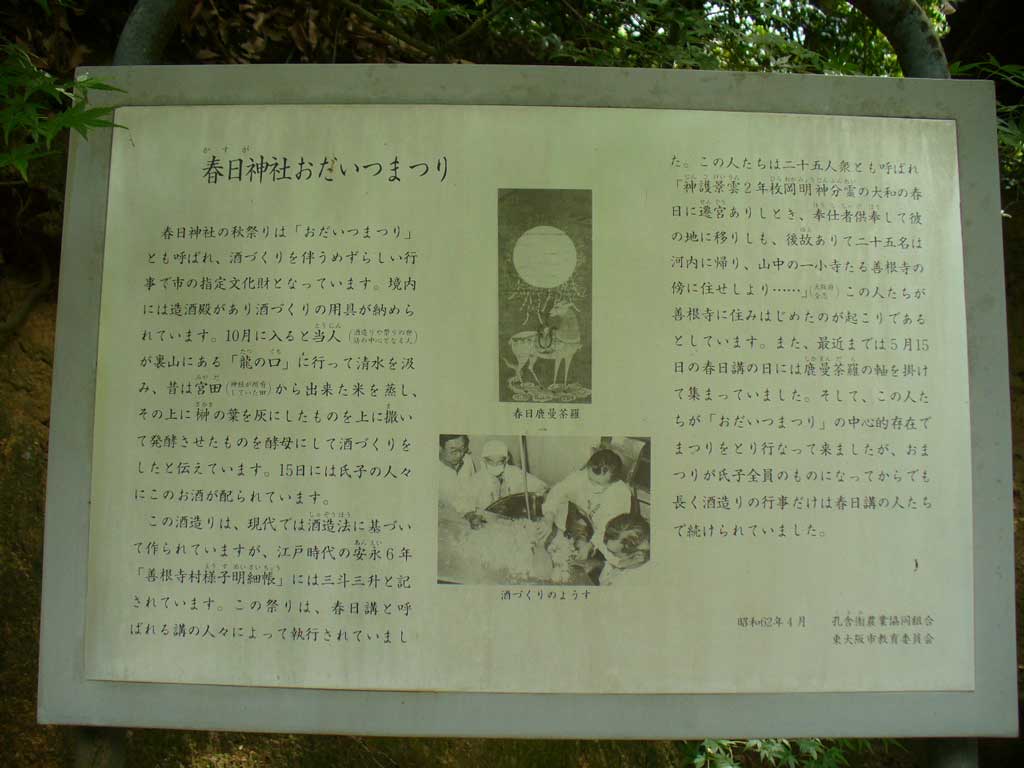 春日神社おだいつまつり
かすが
春日神社の秋祭りは「おだいつまつり」
とも呼ばれ、酒づくりを伴うめずらしい行
事で市の指定文化財となっています。境内
には造酒殿があり酒づくりの用具が納めら
れています。10月に入ると当人(酒造りや祭りの世話の中心となる人)
が裏山にある「龍の口」に行って清水を汲
み、昔は宮田(神社が所有していた田)から出来た米を蒸し、
その上に榊の葉を灰にしたものを上に撒い
て発酵させたものを酵母にして酒づくりを
したと伝えています。15日には氏子の人々
にこのお酒が配られています。
この酒造りは、現代では酒造法に基づい
て作られていますが、江戸時代の安永6年
「善根寺村様子明細帳」には三斗三升と記
されています。この祭りは、春日講と呼
ばれる講の人々によって執行されていまし
春日鹿曼荼羅
酒づくりのようす
た。この人たちは二十五人衆とも呼ばれ
「神護景雲2年枚岡明神分霊の大和の春
日に遷宮ありしとき、奉仕者供奉して彼
の地に移りしも、後故ありて二十五名は
河内に帰り、山中の一小寺たる善根寺の
傍に住せしより……」(大阪府全志)この人たちが
善根寺に住みはじめたのが起こりである
としています。また、最近までは5月15
日の春日講の日には鹿曼荼羅の軸を掛け
て集まっていました。そして、この人た
ちが「おだいつまつり」の中心的存在で
まつりをとり行なって来ましたが、おま
つりが氏子全員のものになってからでも
長く酒造りの行事だけは春日講の人たち
で続けられていました。
昭和62年4月 孔舎衙農業協同組合
東大阪市教育委員会